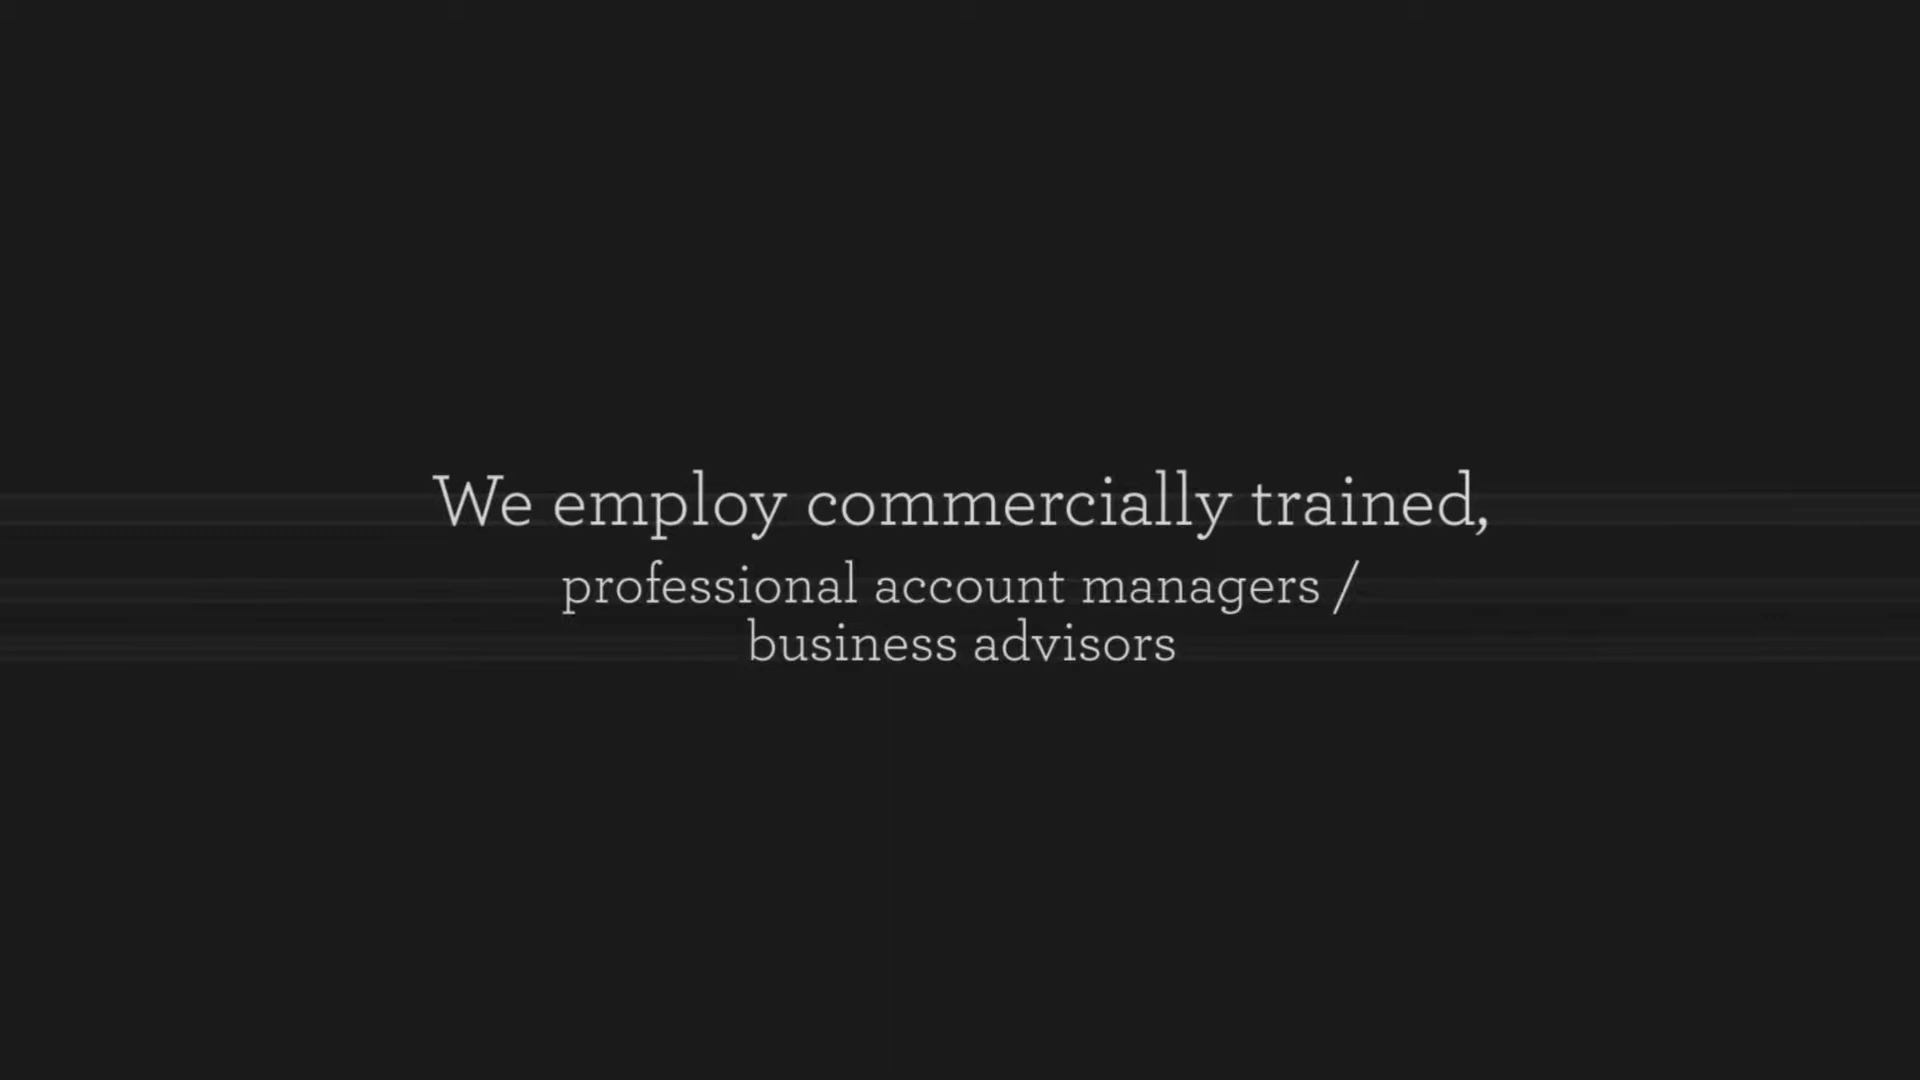 We employ commercially trained,
professional account managers /
business advisors